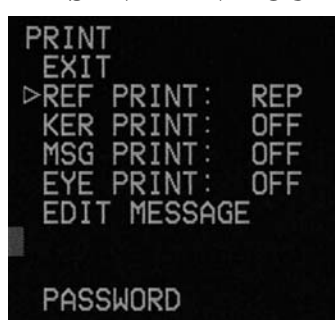 PRINT
EXIT
▷REF PRINT: REP
KER PRINT: OFF
MSG PRINT: OFF
EYE PRINT: OFF
EDIT MESSAGE
PASSWORD